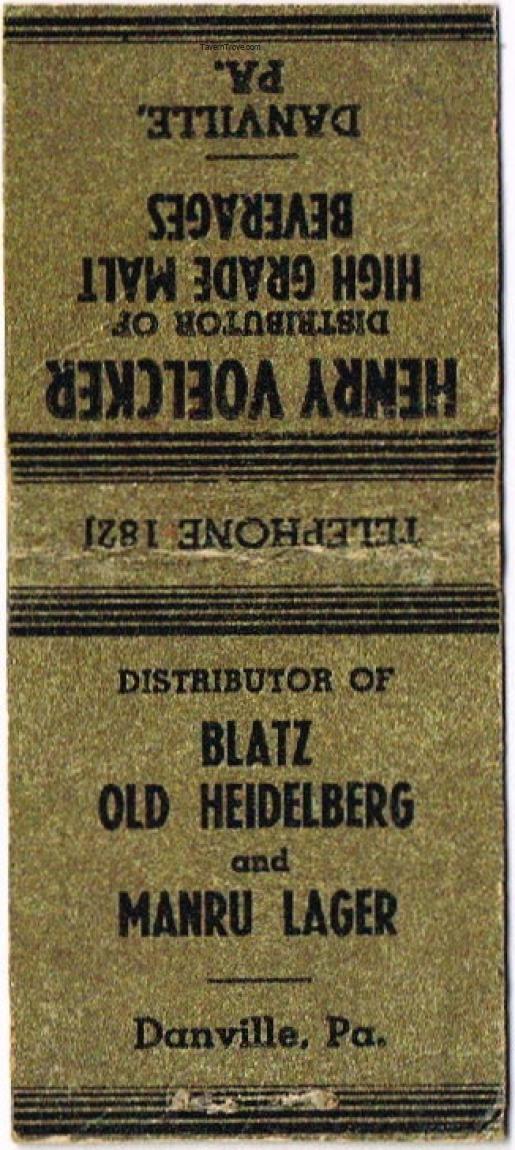 TavernTrove.com
HENRY VOELCKER
DISTRIBUTOR OF
HIGH GRADE MALT
BEVERAGES
DANVILLE,
PA.
TELEPHONE 182J
DISTRIBUTOR OF
BLATZ
OLD HEIDELBERG
and
MANRU LAGER
Danville, Pa.